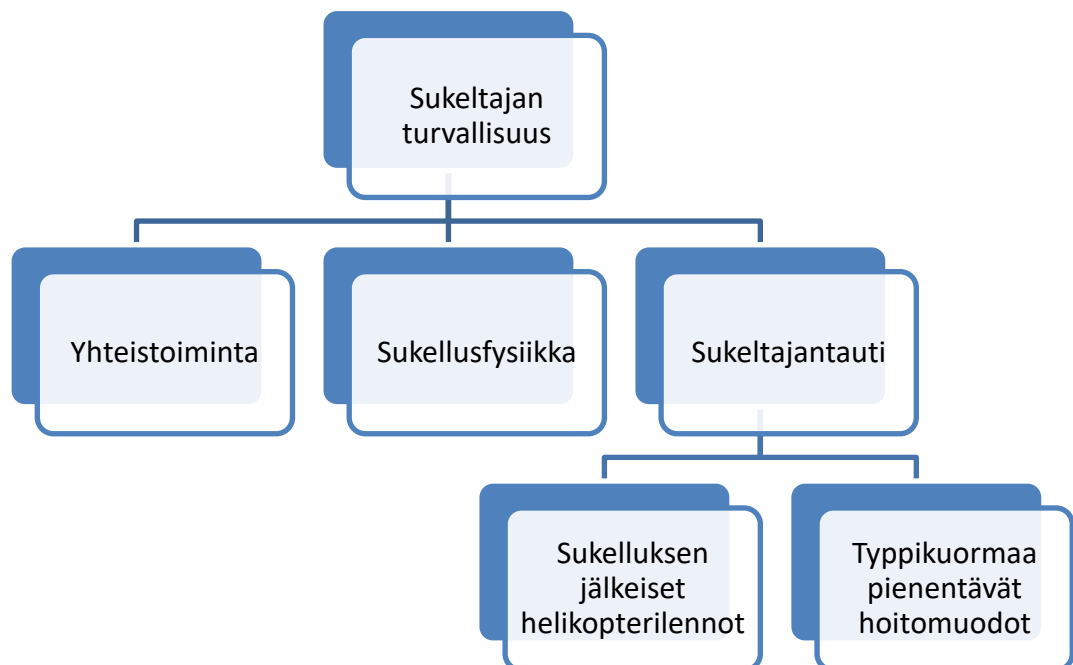 Sukeltajan
turvallisuus
Yhteistoiminta
Sukellusfysiikka
Sukeltajantauti
Sukelluksen
jälkeiset
helikopterilennot
Typpikuormaa
pienentävät
hoitomuodot